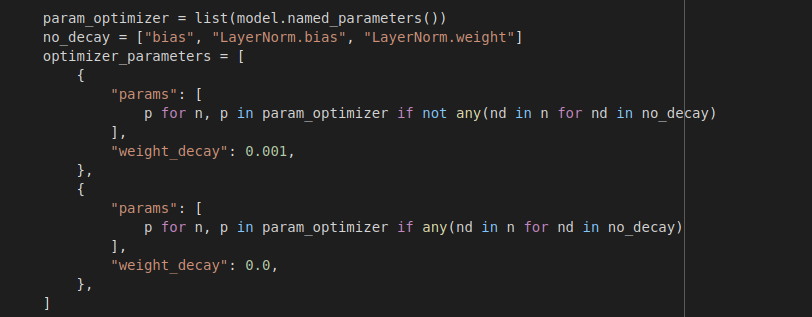 param_optimizer = list(model.named_parameters())
no_decay = ["bias", "LayerNorm.bias", "LayerNorm.weight"]
optimizer_parameters = [
    {
        "params": [
            p for n, p in param_optimizer if not any(nd in n for nd in no_decay)
        ],
        "weight_decay": 0.001,
    },
    {
        "params": [
            p for n, p in param_optimizer if any(nd in n for nd in no_decay)
        ],
        "weight_decay": 0.0,
    },
]